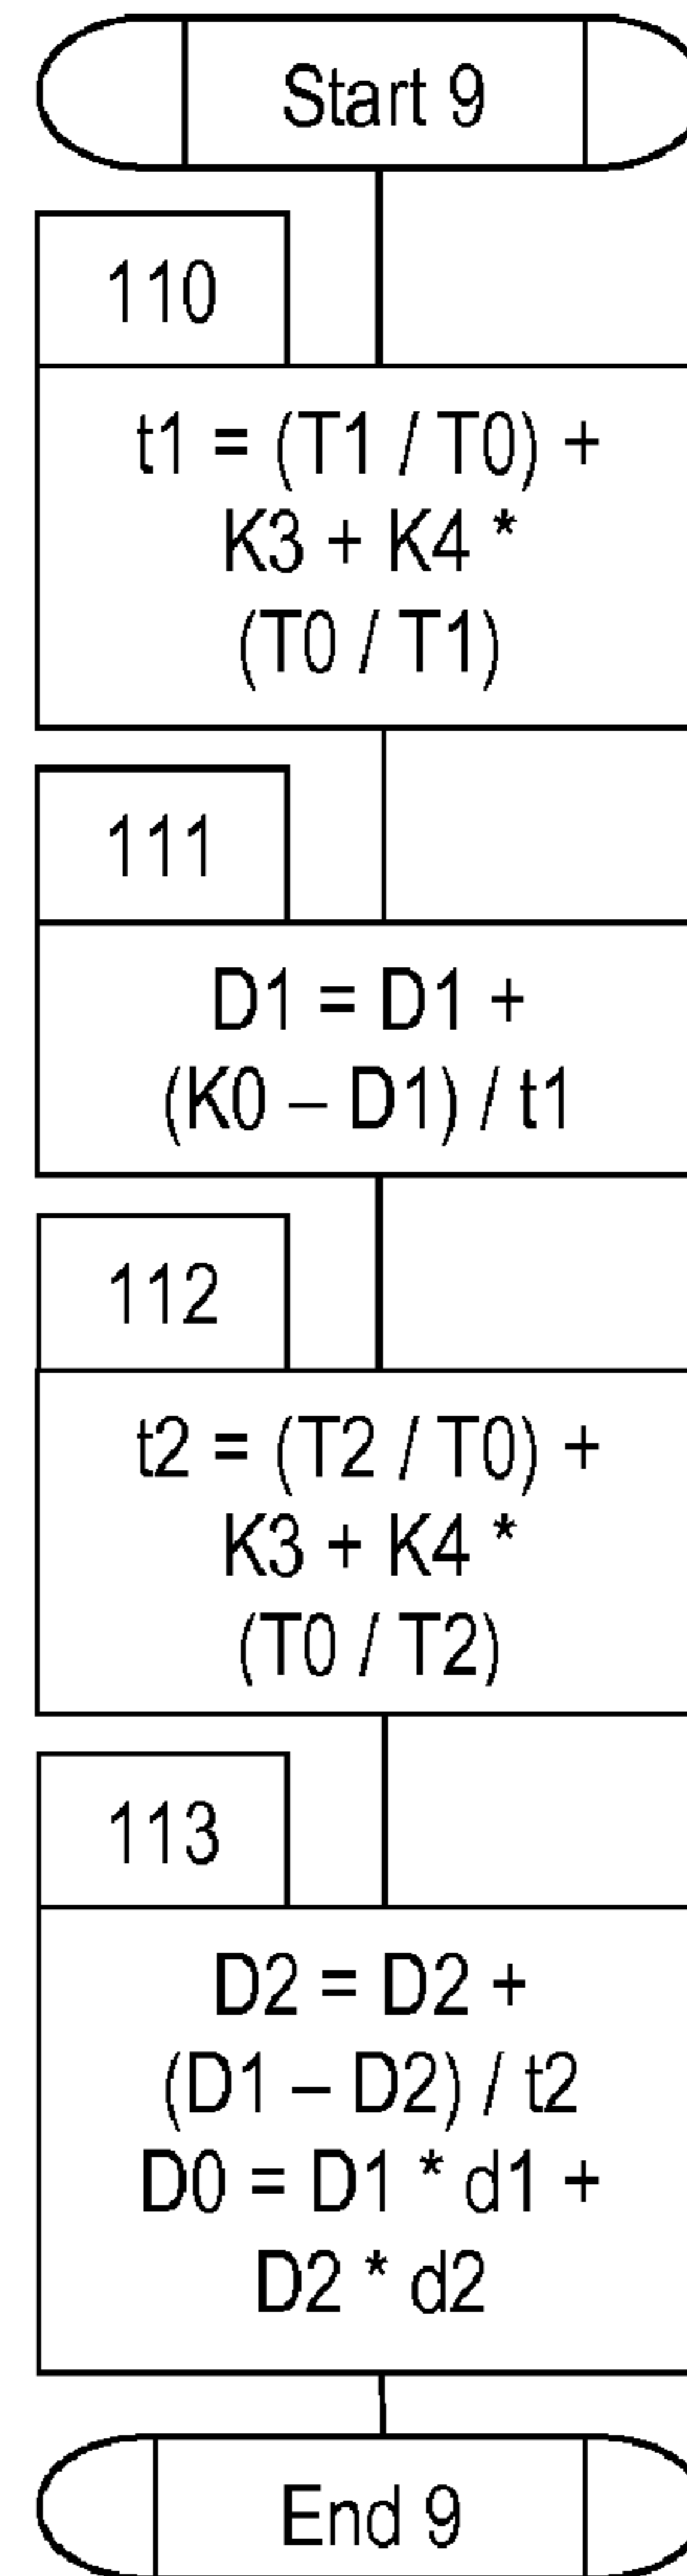 Start 9
110
t1 = (T1 / T0) +
K3 + K4 *
(T0 / T1)
111
D1 = D1 +
(K0 – D1) / t1
112
t2 = (T2 / T0) +
K3 + K4 *
(T0 / T2)
113
D2 = D2 +
(D1 – D2) / t2
D0 = D1 * d1 +
D2 * d2
End 9